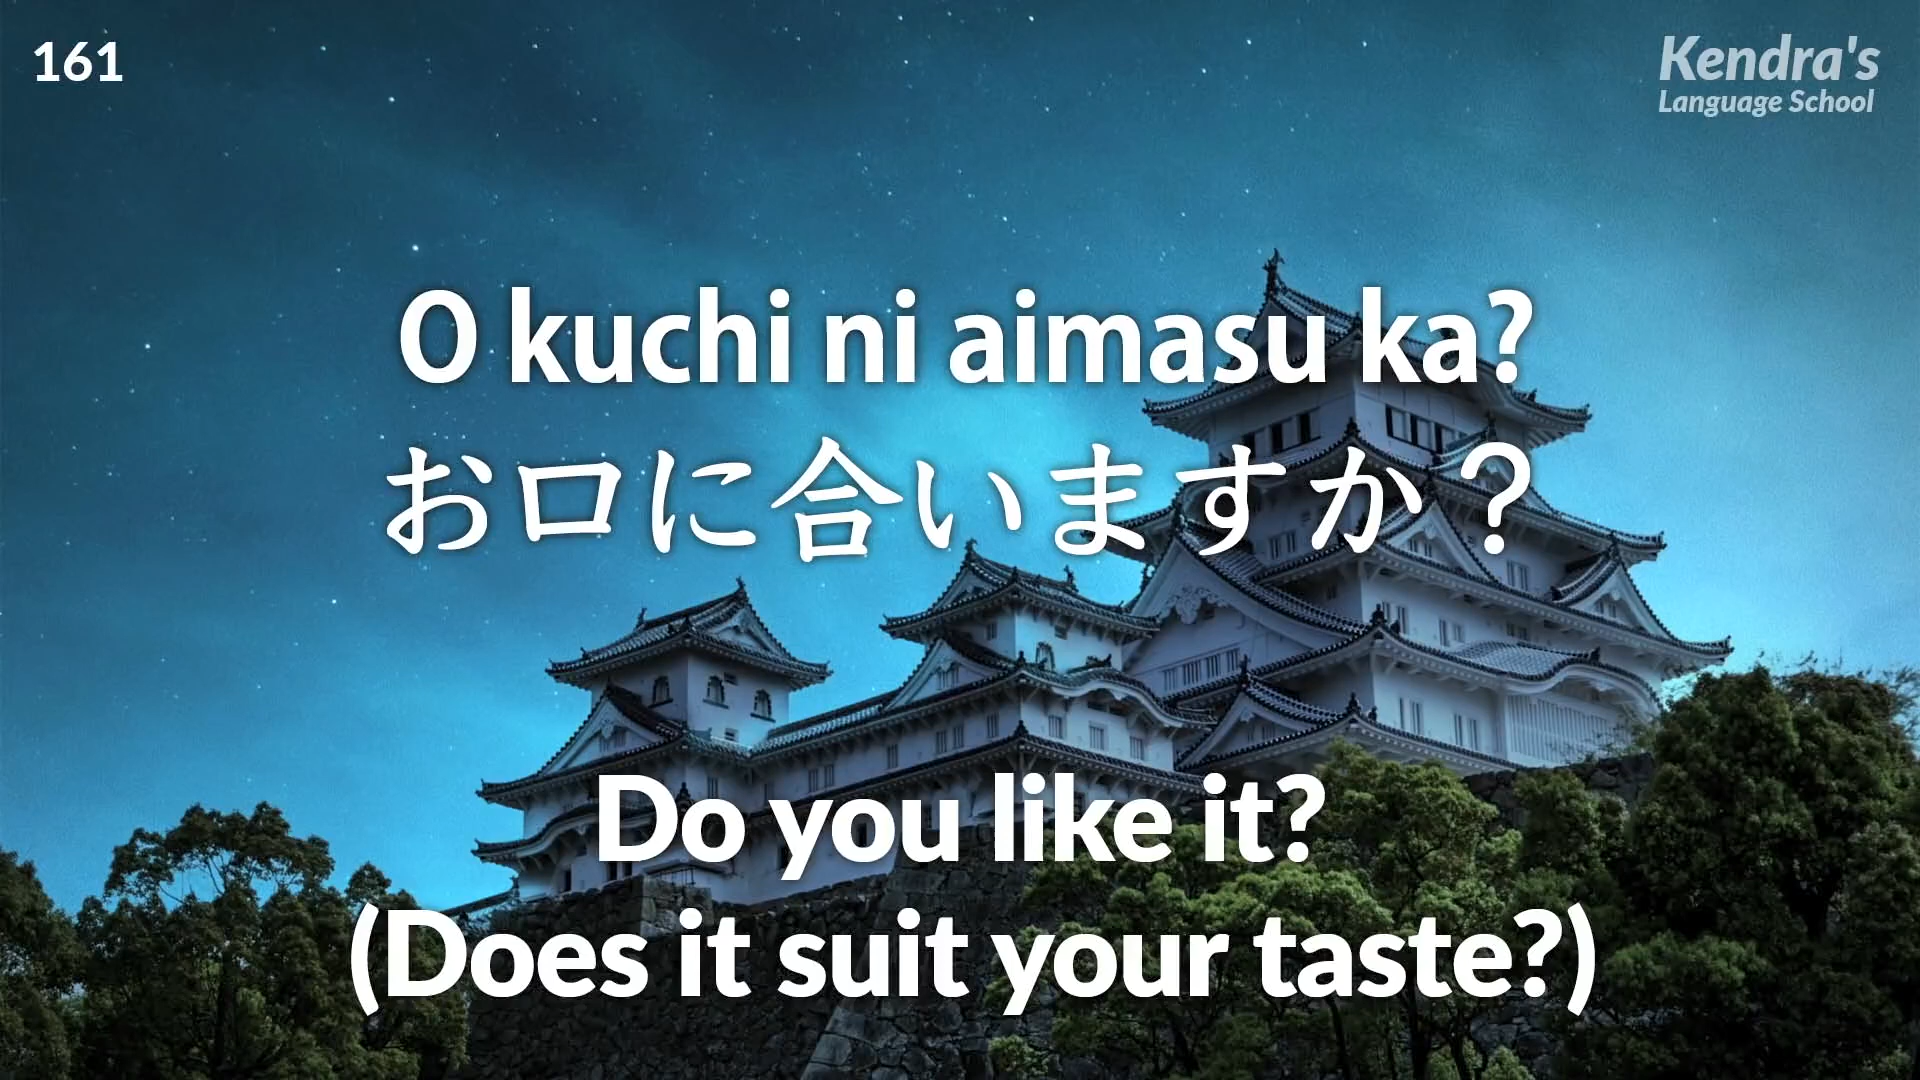 161
Kendra's
Language School
O kuchi ni aimasu ka?
お口に合いますか？
Do you like it?
(Does it suit your taste?)